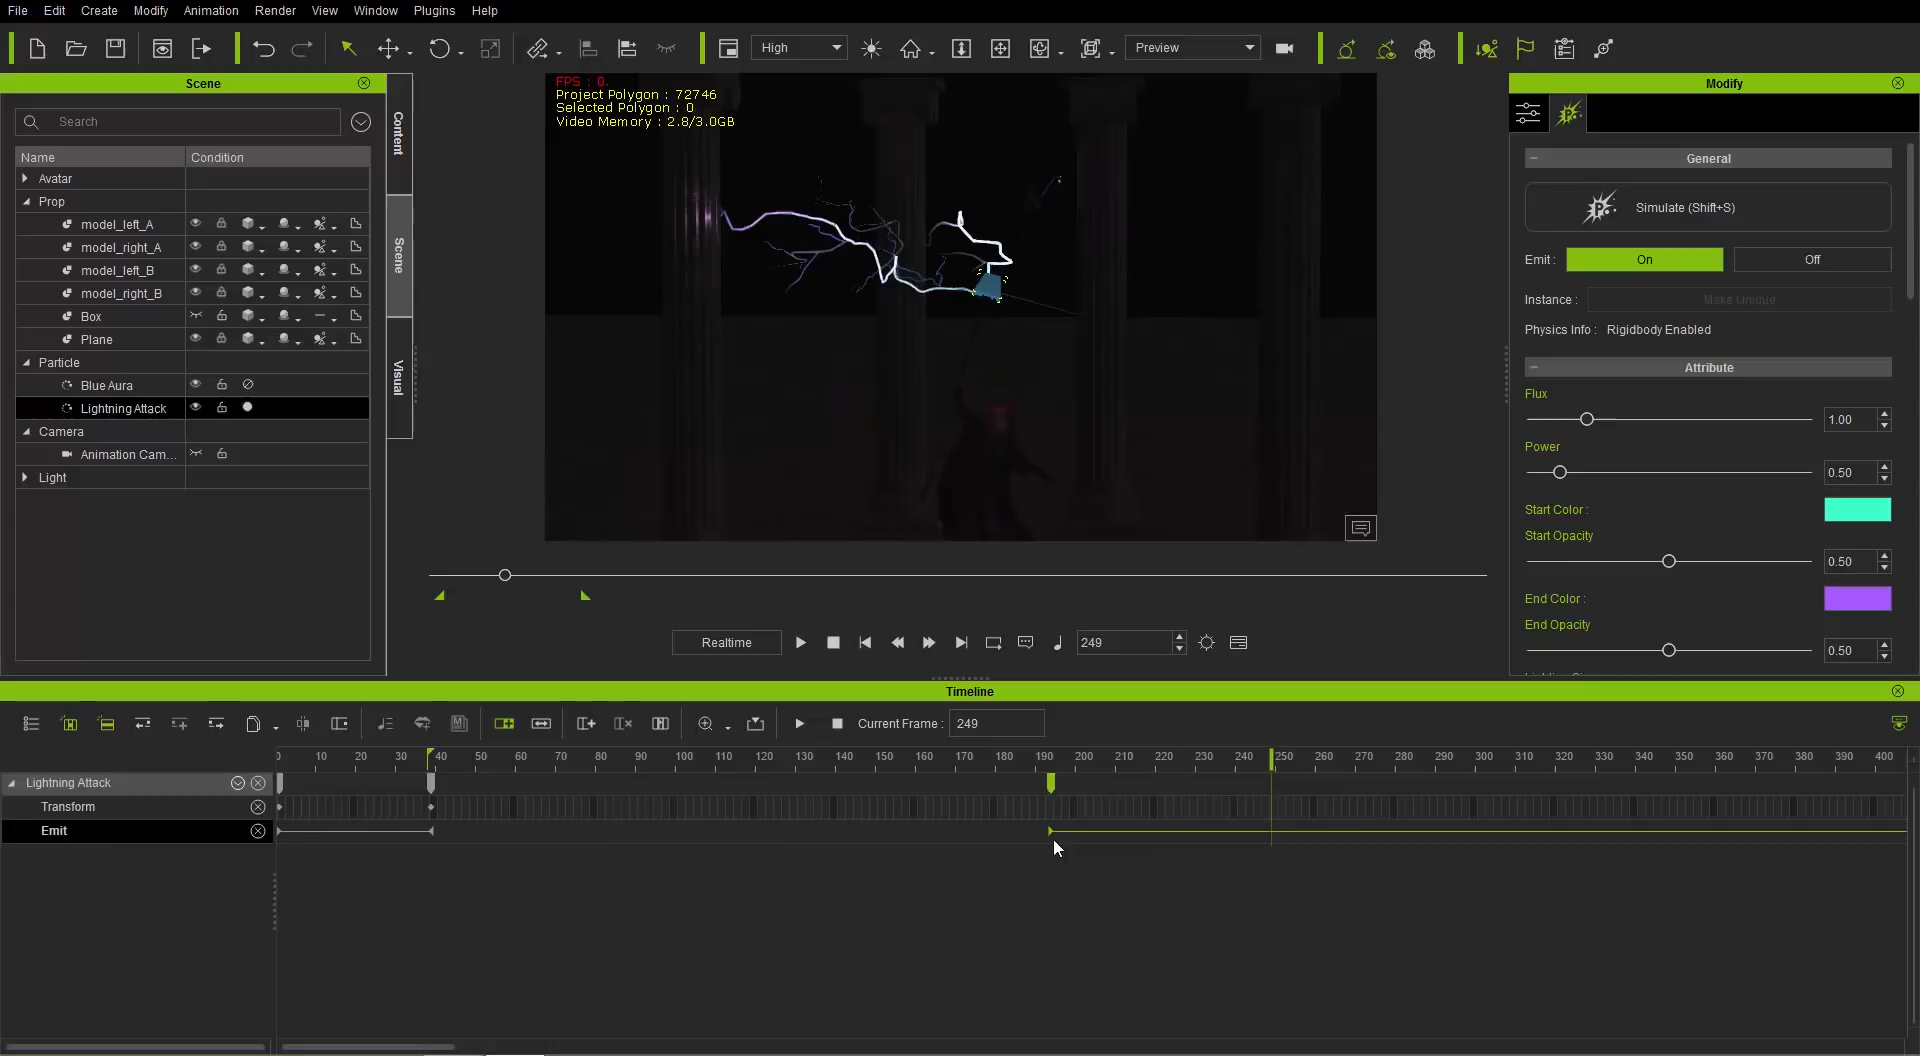 File Edit Create Modify Animation Render View Window Plugins Help
High
Preview
Scene
Search
Name Condition
Avatar
Prop
model_left_A
model_right_A
model_left_B
model_right_B
Box
Plane
Particle
Blue Aura
Lightning Attack
Camera
Animation Cam...
Light
Content
Scene
Visual
FPS : 0.
Project Polygon : 72746
Selected Polygon : 0
Video Memory : 2.8/3.0GB
Realtime
249
Modify
General
Simulate (Shift+S)
Emit : On Off
Instance : Make Unique
Physics Info : Rigidbody Enabled
Attribute
Flux
1.00
Power
0.50
Start Color :
Start Opacity
0.50
End Color :
End Opacity
0.50
Timeline
Current Frame : 249
0 10 20 30 40 50 60 70 80 90 100 110 120 130 140 150 160 170 180 190 200 210 220 230 240 250 260 270 280 290 300 310 320 330 340 350 360 370 380 390 400
Lightning Attack
Transform
Emit